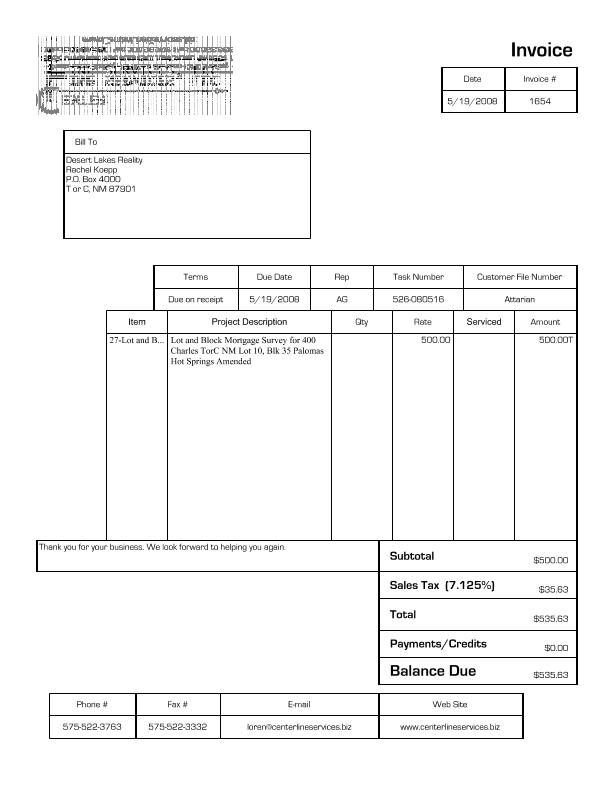 Invoice
Date Invoice #
5/19/2008 1654
Bill To
Desert Lakes Reality
Rachel Koepp
P.O. Box 4000
T or C, NM 87901
Terms Due Date Rep Task Number Customer File Number
Due on receipt 5/19/2008 AG 526-080516 Attarian
Item Project Description Qty Rate Serviced Amount
27-Lot and B... Lot and Block Mortgage Survey for 400 500.00 500.00T
Charles TorC NM Lot 10, Blk 35 Palomas
Hot Springs Amended
Thank you for your business. We look forward to helping you again.
Subtotal $500.00
Sales Tax (7.125%) $35.63
Total $535.63
Payments/Credits $0.00
Balance Due $535.63
Phone # Fax # E-mail Web Site
575-522-3763 575-522-3332 loren@centerlineservices.biz www.centerlineservices.biz